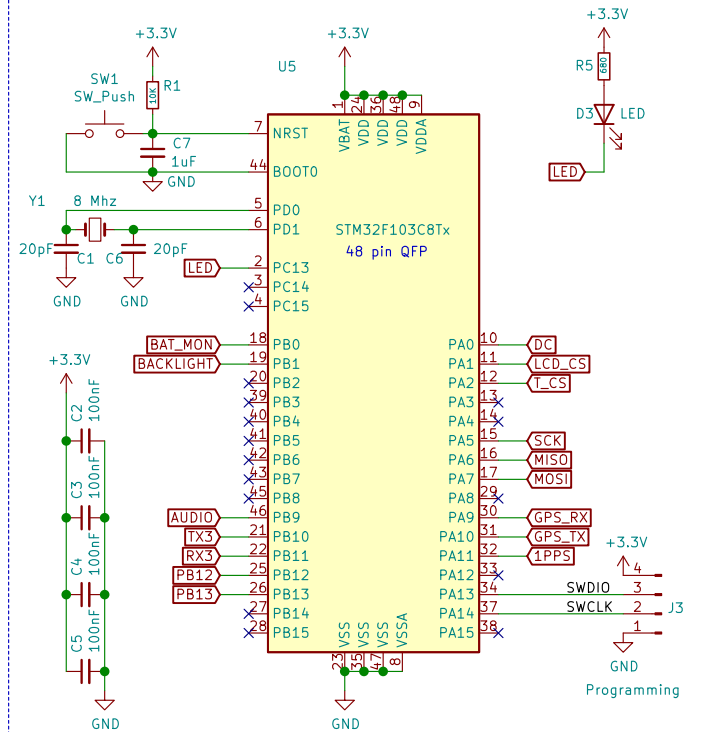 +3.3V
SW1
SW_Push
R1
10K
C7
1uF
GND
Y1
8 Mhz
20pF
C1
C6
20pF
GND
GND
+3.3V
U5
1
24
36
48
9
VBAT
VDD
VDD
VDD
VDDA
+3.3V
R5
680
D3
LED
LED
STM32F103C8Tx
48 pin QFP
7 NRST
44 BOOT0
5 PD0
6 PD1
LED 2 PC13
3 PC14
4 PC15
BAT_MON 18 PB0
BACKLIGHT 19 PB1
20 PB2
39 PB3
40 PB4
41 PB5
42 PB6
43 PB7
45 PB8
AUDIO 46 PB9
TX3 21 PB10
RX3 22 PB11
PB12 25 PB12
PB13 26 PB13
27 PB14
28 PB15
PA0 10 DC
PA1 11 LCD_CS
PA2 12 T_CS
PA3 13
PA4 14
PA5 15 SCK
PA6 16 MISO
PA7 17 MOSI
PA8 29
PA9 30 GPS_RX
PA10 31 GPS_TX
PA11 32 1PPS
PA12 33
PA13 34 SWDIO 3
PA14 37 SWCLK 2
PA15 38
VSS
VSS
VSS
VSSA
23
35
47
8
GND
+3.3V
4
J3
1
GND
Programming
+3.3V
C2
100nF
C3
100nF
C4
100nF
C5
100nF
GND